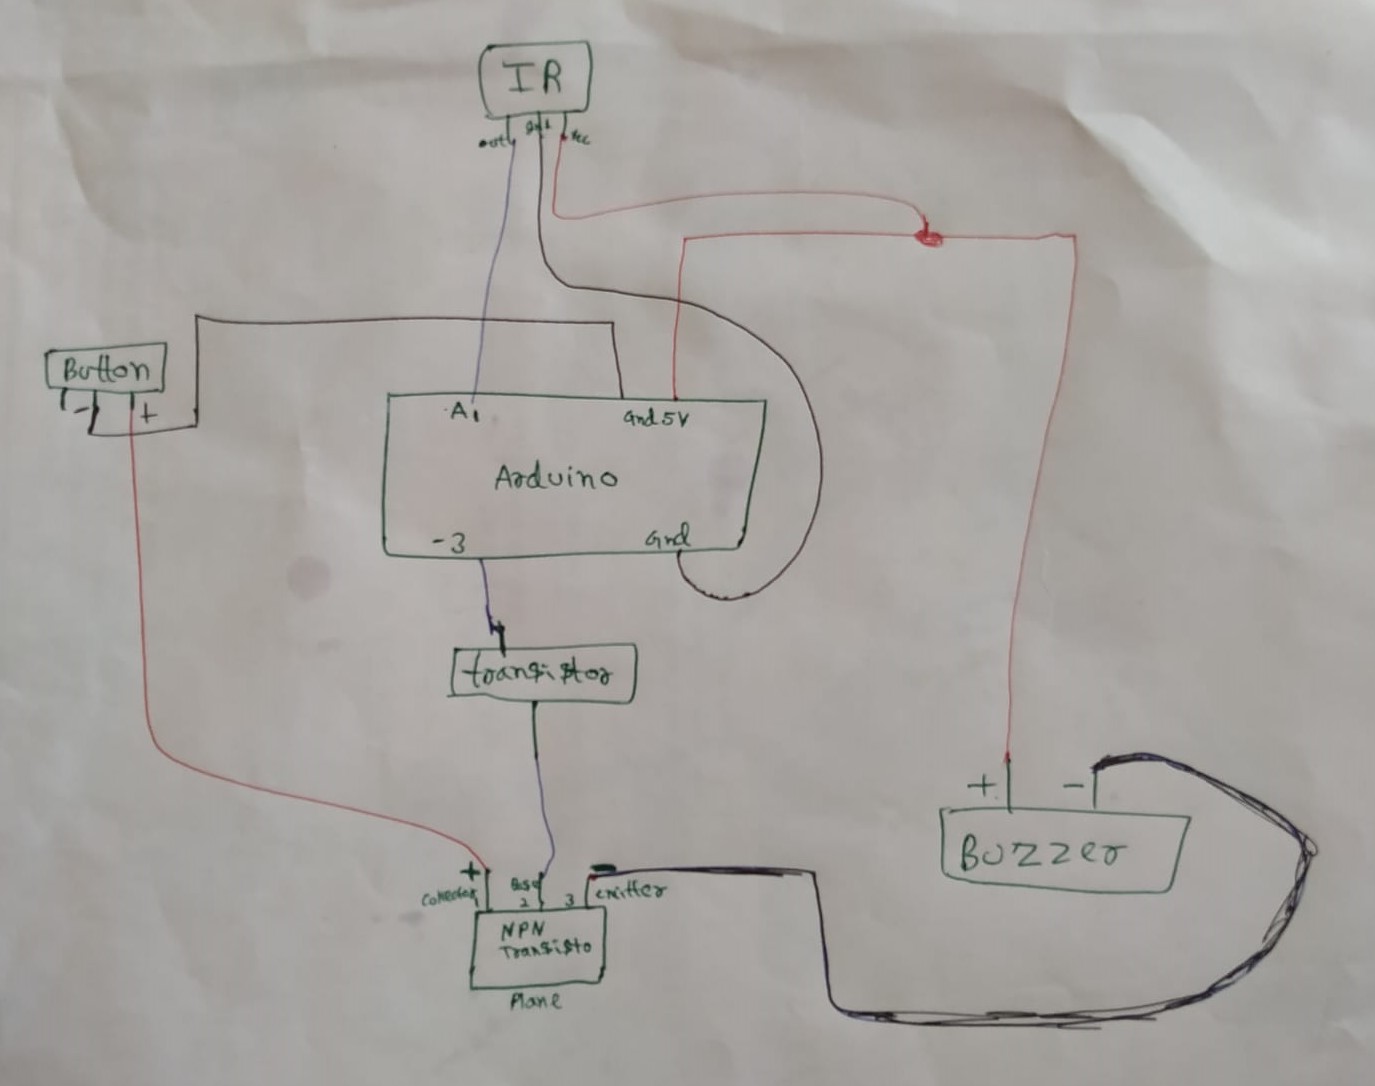 IR
out
Gnd
Vcc
Button
- +
A1
Gnd 5V
Arduino
-3
Gnd
transistor
+ -
Buzzer
+
Collector
1
Base
2
3
-
emitter
NPN
Transisto
Plane